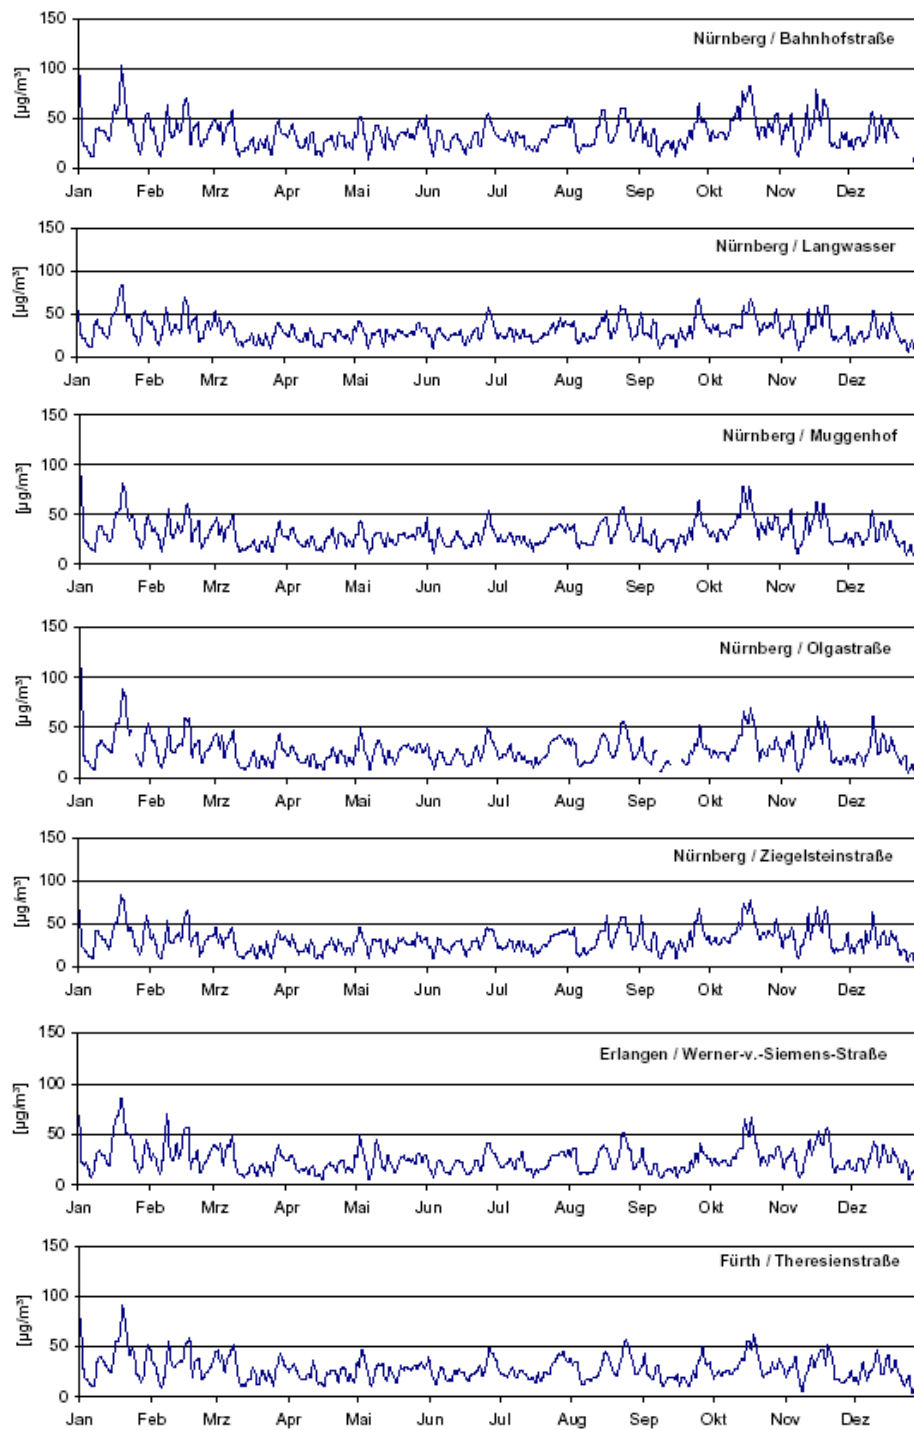 150
Nürnberg / Bahnhofstraße
100
[µg/m³]
50
0
Jan Feb Mrz Apr Mai Jun Jul Aug Sep Okt Nov Dez
150
Nürnberg / Langwasser
100
[µg/m³]
50
0
Jan Feb Mrz Apr Mai Jun Jul Aug Sep Okt Nov Dez
150
Nürnberg / Muggenhof
100
[µg/m³]
50
0
Jan Feb Mrz Apr Mai Jun Jul Aug Sep Okt Nov Dez
150
Nürnberg / Olgastraße
100
[µg/m³]
50
0
Jan Feb Mrz Apr Mai Jun Jul Aug Sep Okt Nov Dez
150
Nürnberg / Ziegelsteinstraße
100
[µg/m³]
50
0
Jan Feb Mrz Apr Mai Jun Jul Aug Sep Okt Nov Dez
150
Erlangen / Werner-v.-Siemens-Straße
100
[µg/m³]
50
0
Jan Feb Mrz Apr Mai Jun Jul Aug Sep Okt Nov Dez
150
Fürth / Theresienstraße
100
[µg/m³]
50
0
Jan Feb Mrz Apr Mai Jun Jul Aug Sep Okt Nov Dez